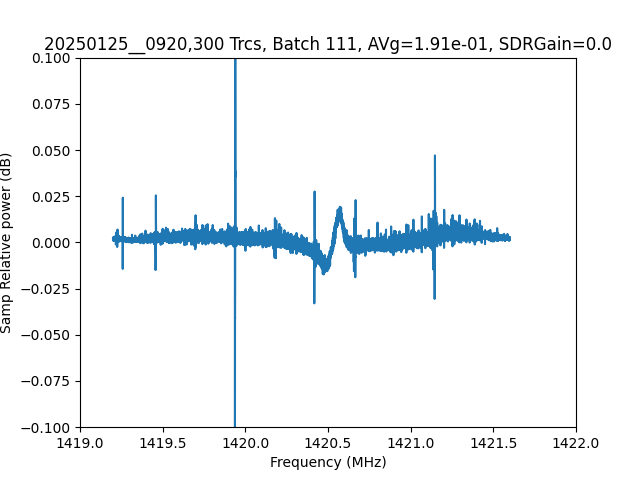 20250125__0920,300 Trcs, Batch 111, AVg=1.91e-01, SDRGain=0.0
0.100
0.075
0.050
0.025
0.000
−0.025
−0.050
−0.075
−0.100
Samp Relative power (dB)
1419.0 1419.5 1420.0 1420.5 1421.0 1421.5 1422.0
Frequency (MHz)